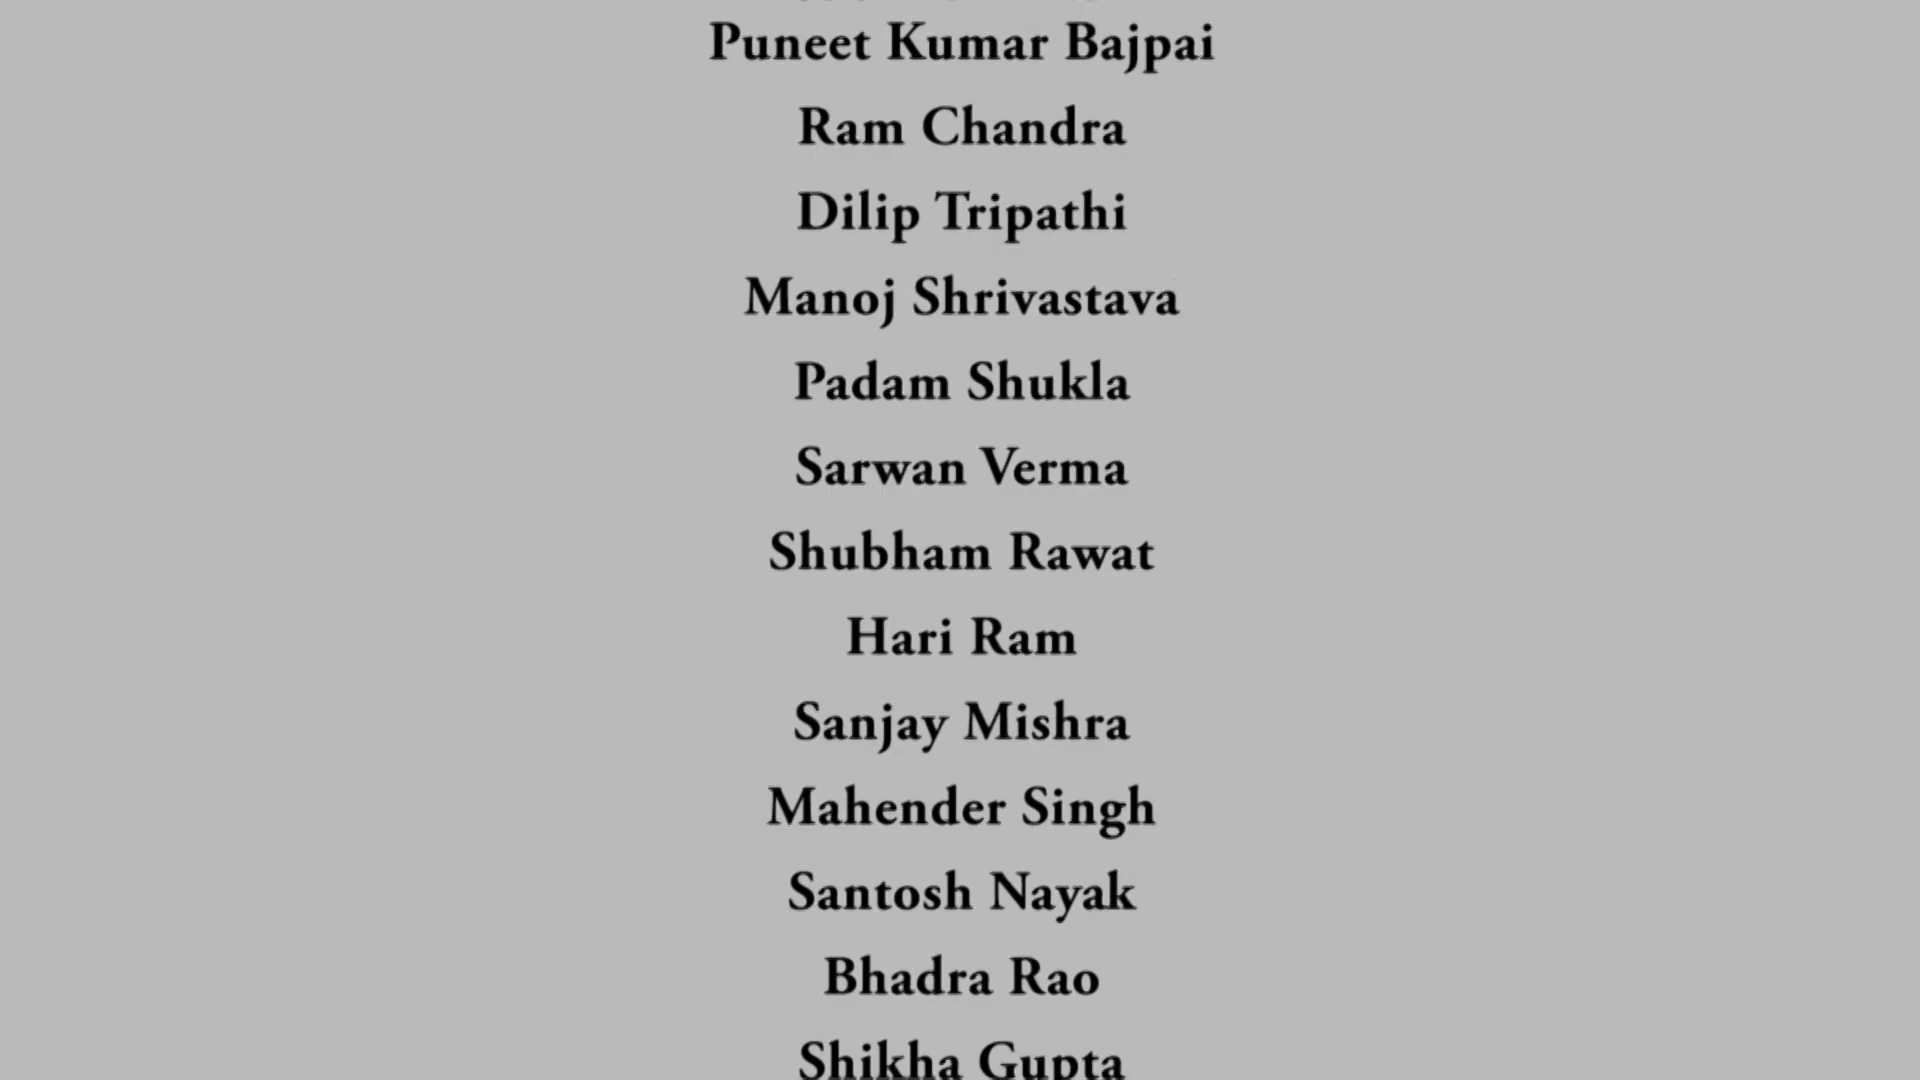 Puneet Kumar Bajpai
Ram Chandra
Dilip Tripathi
Manoj Shrivastava
Padam Shukla
Sarwan Verma
Shubham Rawat
Hari Ram
Sanjay Mishra
Mahender Singh
Santosh Nayak
Bhadra Rao
Shikha Gupta